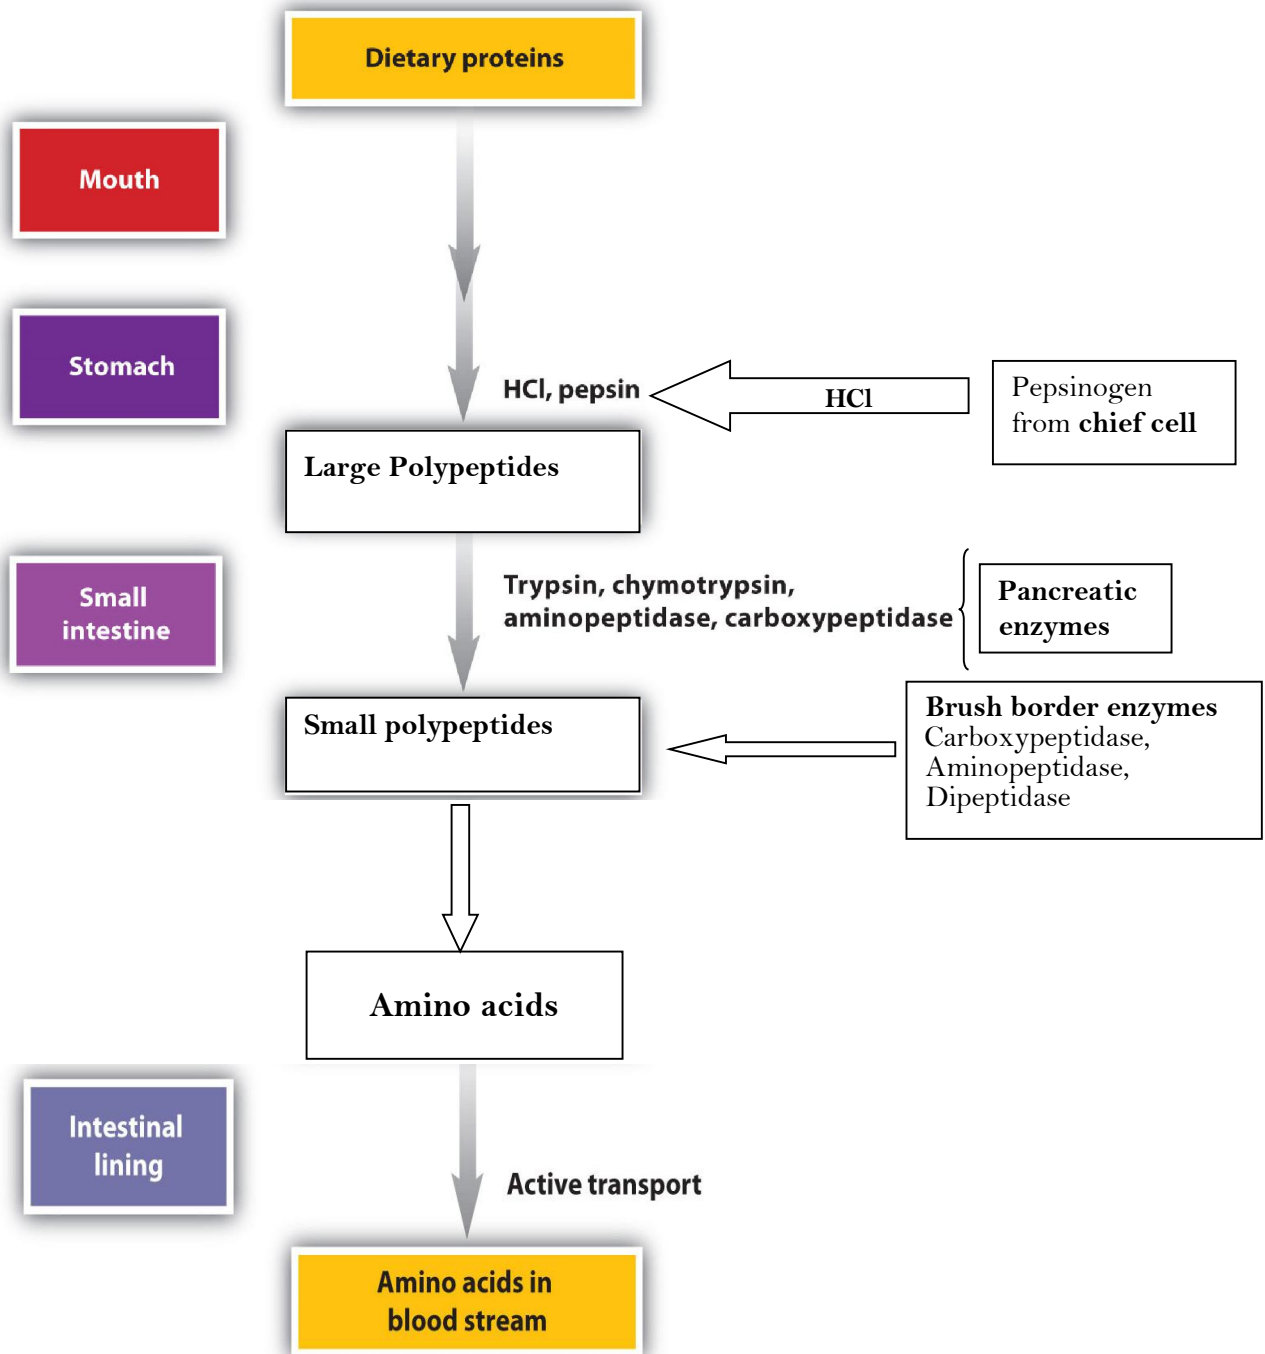 Dietary proteins
Mouth
Stomach
HCl, pepsin
HCl
Pepsinogen
from chief cell
Large Polypeptides
Small
intestine
Trypsin, chymotrypsin,
aminopeptidase, carboxypeptidase
Pancreatic
enzymes
Small polypeptides
Brush border enzymes
Carboxypeptidase,
Aminopeptidase,
Dipeptidase
Amino acids
Intestinal
lining
Active transport
Amino acids in
blood stream